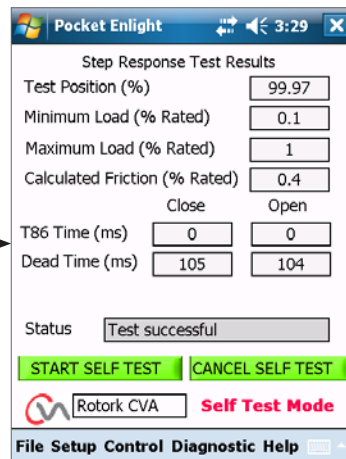 Pocket Enlight 3:29
Step Response Test Results
Test Position (%) 99.97
Minimum Load (% Rated) 0.1
Maximum Load (% Rated) 1
Calculated Friction (% Rated) 0.4
Close Open
T86 Time (ms) 0 0
Dead Time (ms) 105 104
Status Test successful
START SELF TEST CANCEL SELF TEST
Rotork CVA Self Test Mode
File Setup Control Diagnostic Help